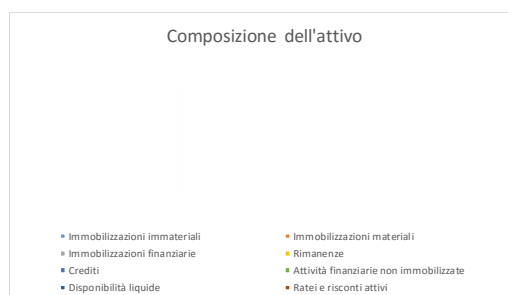 Composizione dell'attivo
Immobilizzazioni immateriali
Immobilizzazioni materiali
Immobilizzazioni finanziarie
Rimanenze
Crediti
Attività finanziarie non immobilizzate
Disponibilità liquide
Ratei e risconti attivi